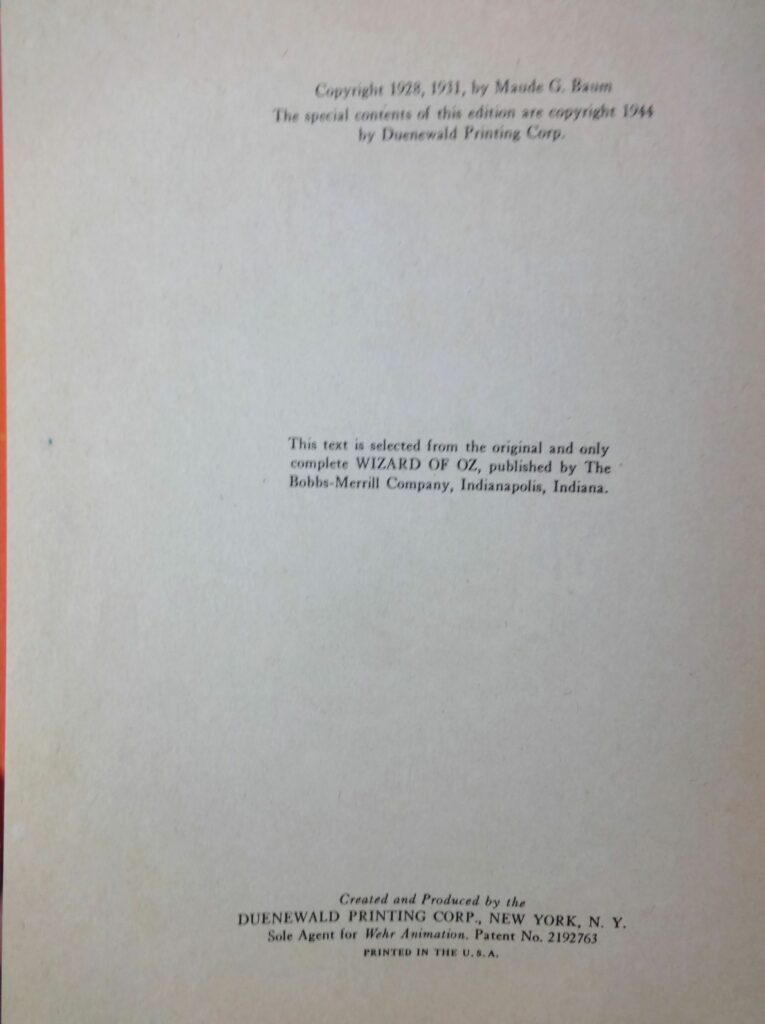 Copyright 1928, 1931, by Maude G. Baum
The special contents of this edition are copyright 1944
by Duenewald Printing Corp.
This text is selected from the original and only
complete WIZARD OF OZ, published by The
Bobbs-Merrill Company, Indianapolis, Indiana.
Created and Produced by the
DUENEWALD PRINTING CORP., NEW YORK, N. Y.
Sole Agent for Wehr Animation. Patent No. 2192763
PRINTED IN THE U.S.A.